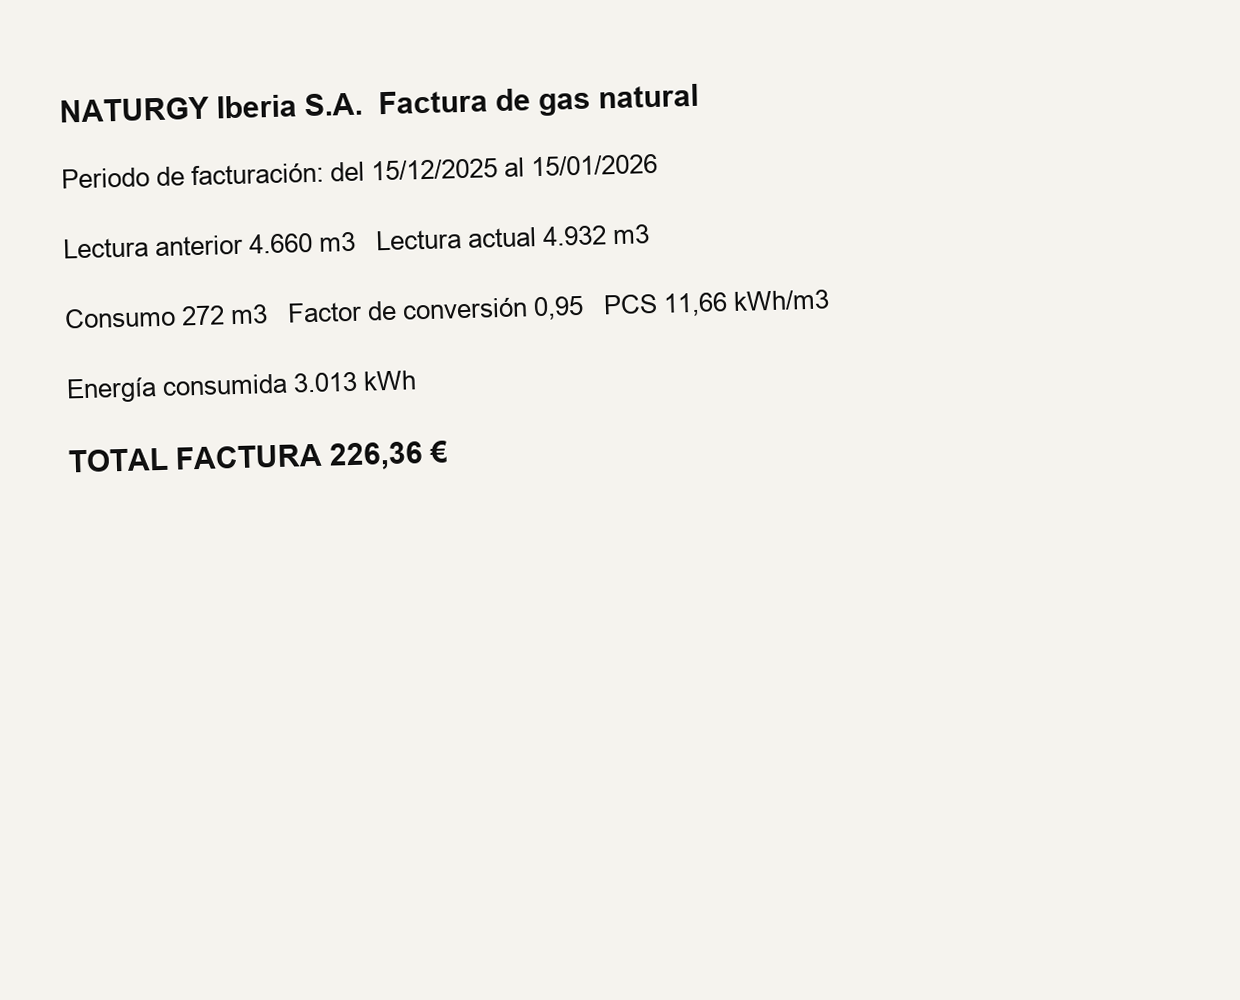 NATURGY Iberia S.A. Factura de gas natural
Periodo de facturación: del 15/12/2025 al 15/01/2026
Lectura anterior 4.660 m3 Lectura actual 4.932 m3
Consumo 272 m3 Factor de conversión 0,95 PCS 11,66 kWh/m3
Energía consumida 3.013 kWh
TOTAL FACTURA 226,36 €